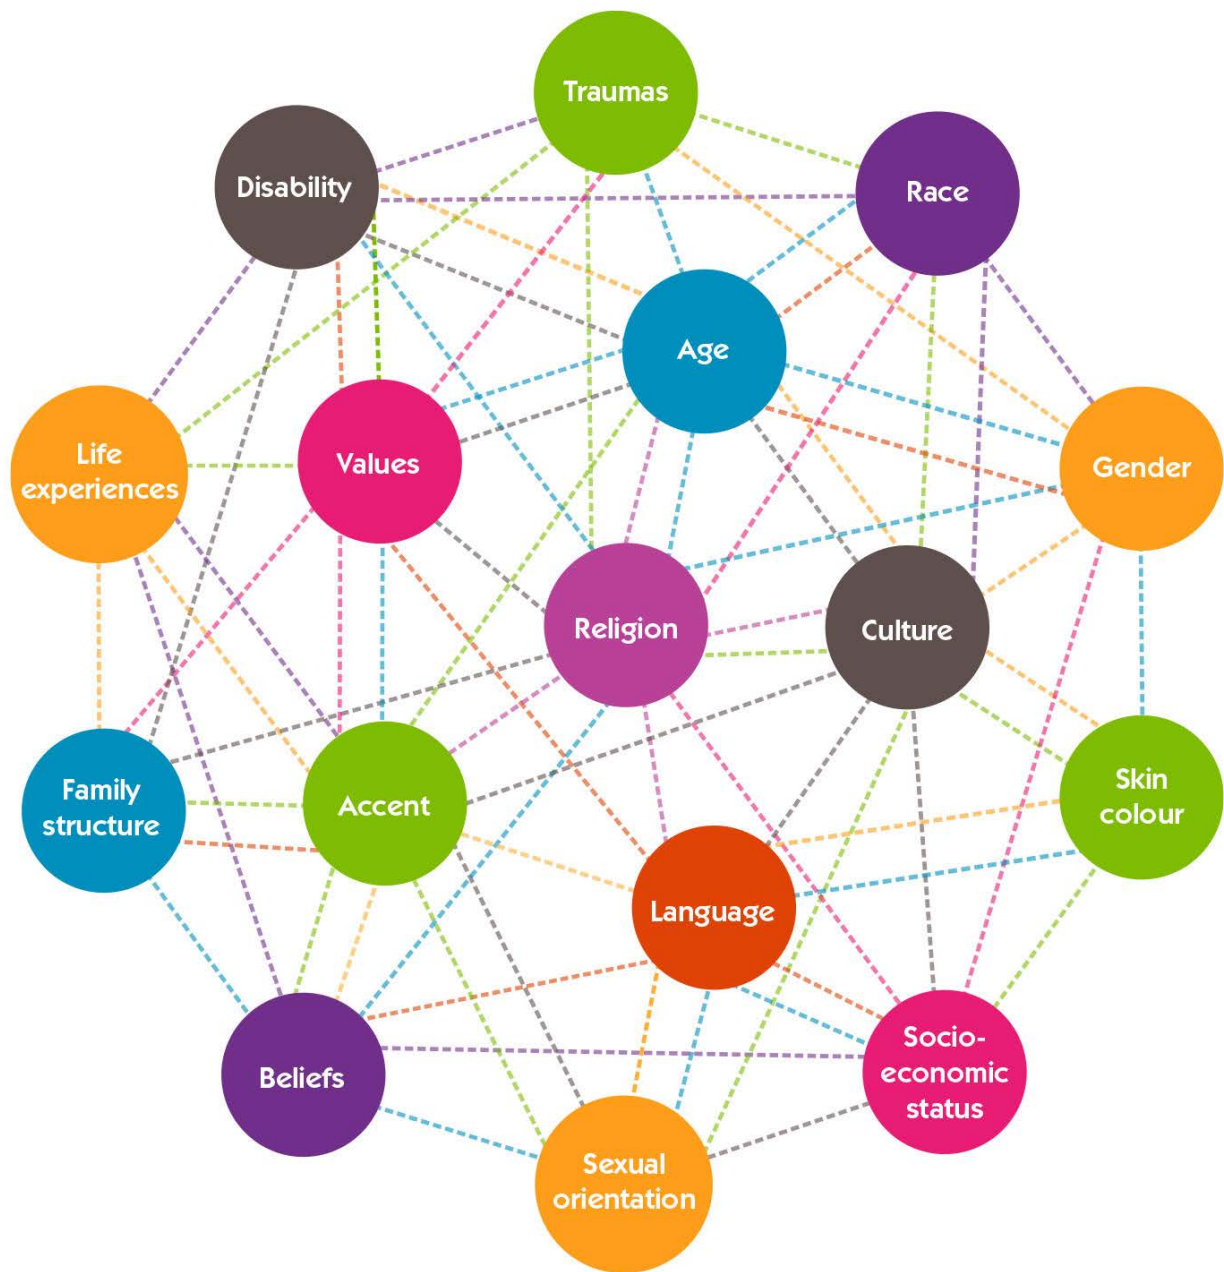 Traumas
Disability
Race
Age
Life
experiences
Values
Gender
Religion
Culture
Family
structure
Accent
Skin
colour
Language
Beliefs
Socio-
economic
status
Sexual
orientation